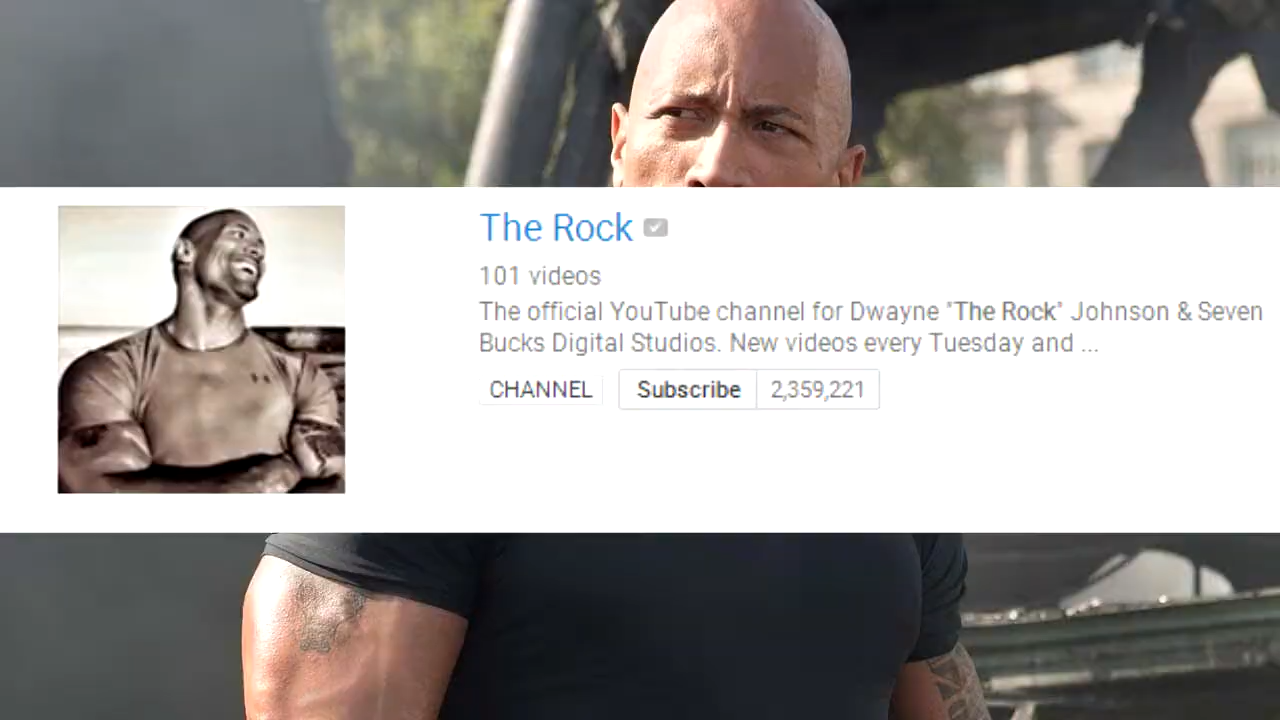 The Rock
101 videos
The official YouTube channel for Dwayne "The Rock" Johnson & Seven
Bucks Digital Studios. New videos every Tuesday and ...
CHANNEL Subscribe 2,359,221